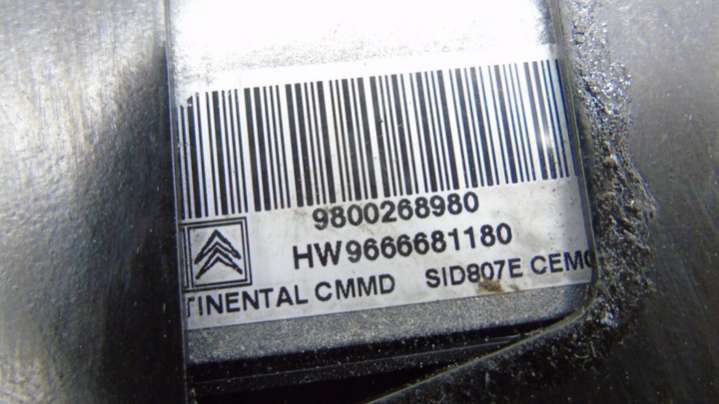 9800268980
HW9666681180
TINENTAL CMMD SID807E CEM